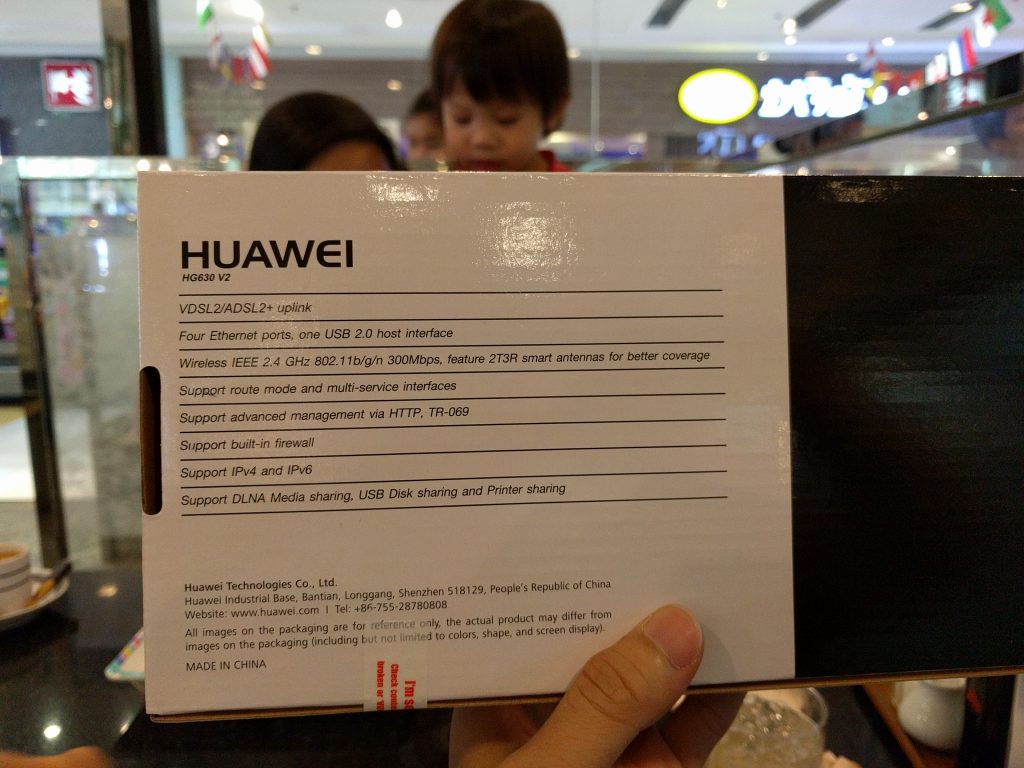 HUAWEI
HG630 V2
VDSL2/ADSL2+ uplink
Four Ethernet ports, one USB 2.0 host interface
Wireless IEEE 2.4 GHz 802.11b/g/n 300Mbps, feature 2T3R smart antennas for better coverage
Support route mode and multi-service interfaces
Support advanced management via HTTP, TR-069
Support built-in firewall
Support IPv4 and IPv6
Support DLNA Media sharing, USB Disk sharing and Printer sharing
Huawei Technologies Co., Ltd.
Huawei Industrial Base, Bantian, Longgang, Shenzhen 518129, People's Republic of China
Website: www.huawei.com | Tel: +86-755-28780808
All images on the packaging are for reference only, the actual product may differ from
images on the packaging (including but not limited to colors, shape, and screen display).
MADE IN CHINA
I'm
Check
broken or